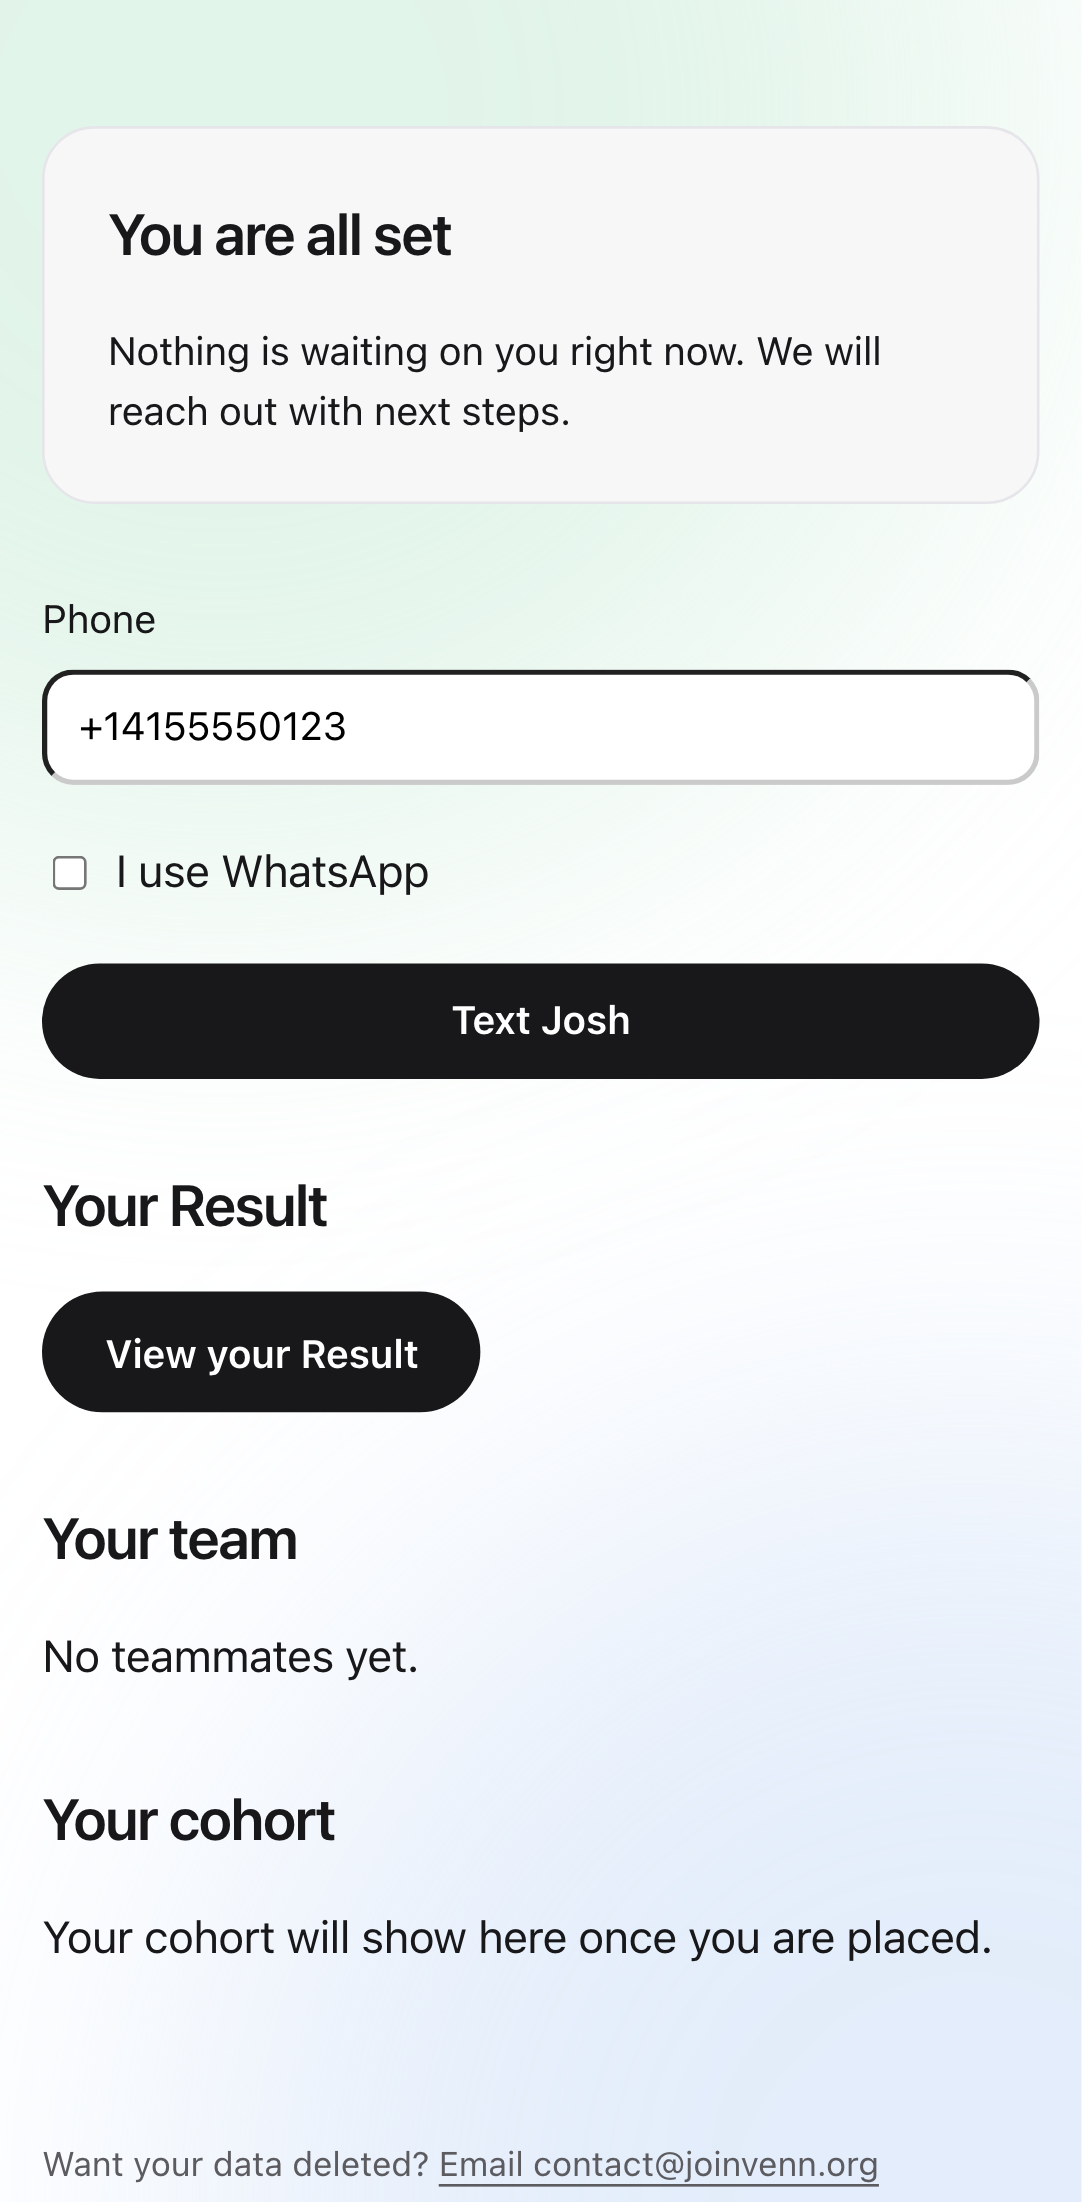 You are all set
Nothing is waiting on you right now. We will
reach out with next steps.
Phone
+14155550123
I use WhatsApp
Text Josh
Your Result
View your Result
Your team
No teammates yet.
Your cohort
Your cohort will show here once you are placed.
Want your data deleted? Email contact@joinvenn.org